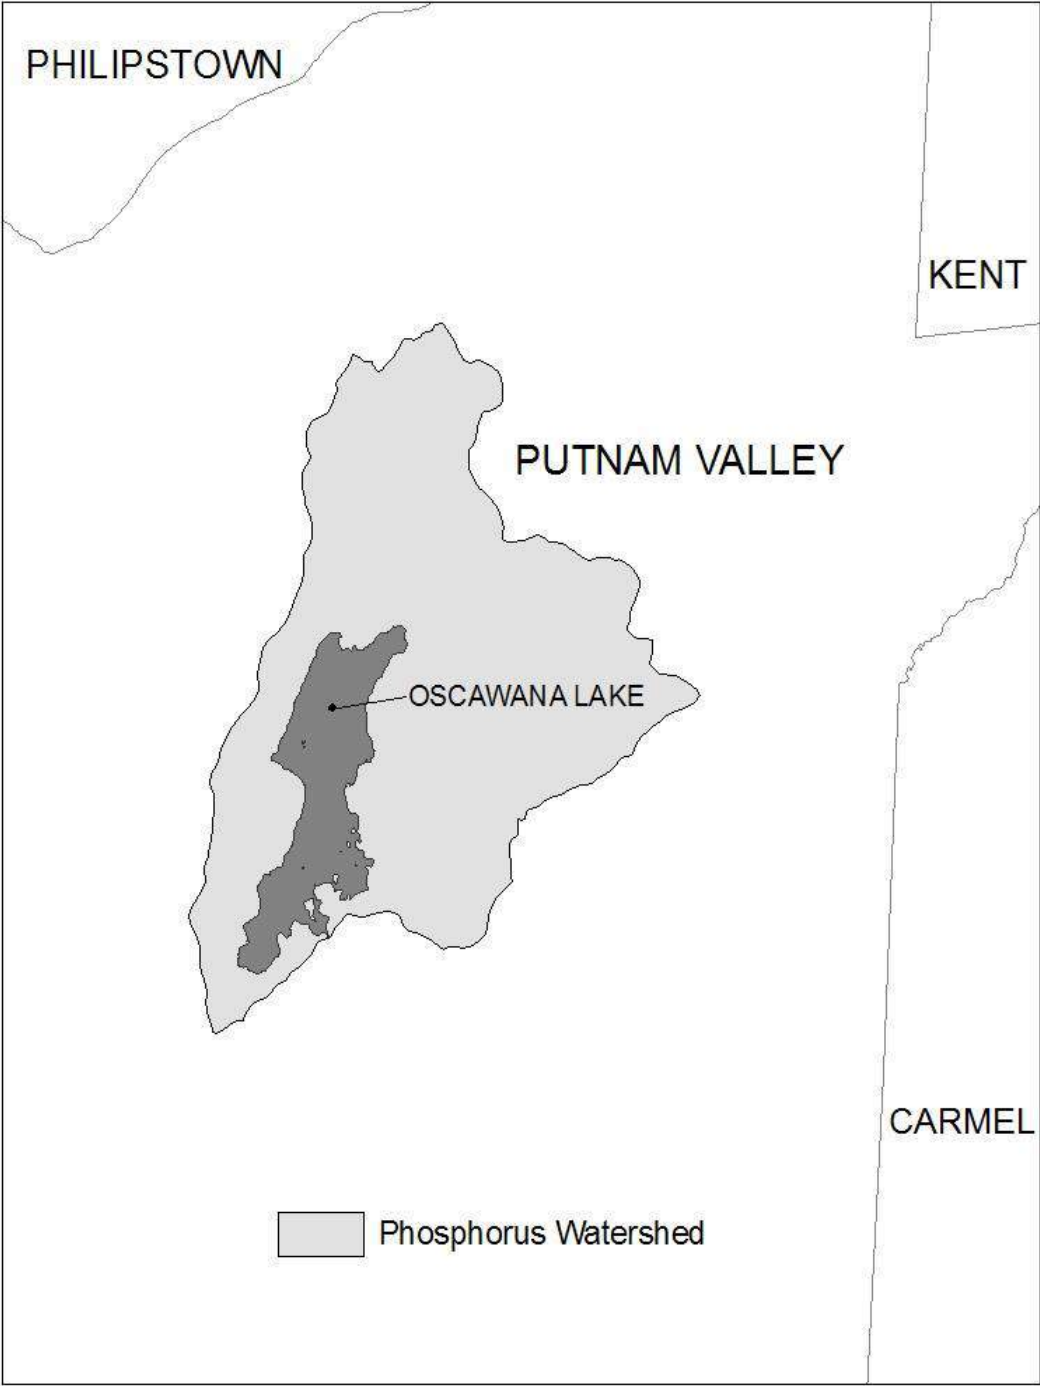 PHILIPSTOWN
KENT
PUTNAM VALLEY
OSCAWANA LAKE
CARMEL
Phosphorus Watershed